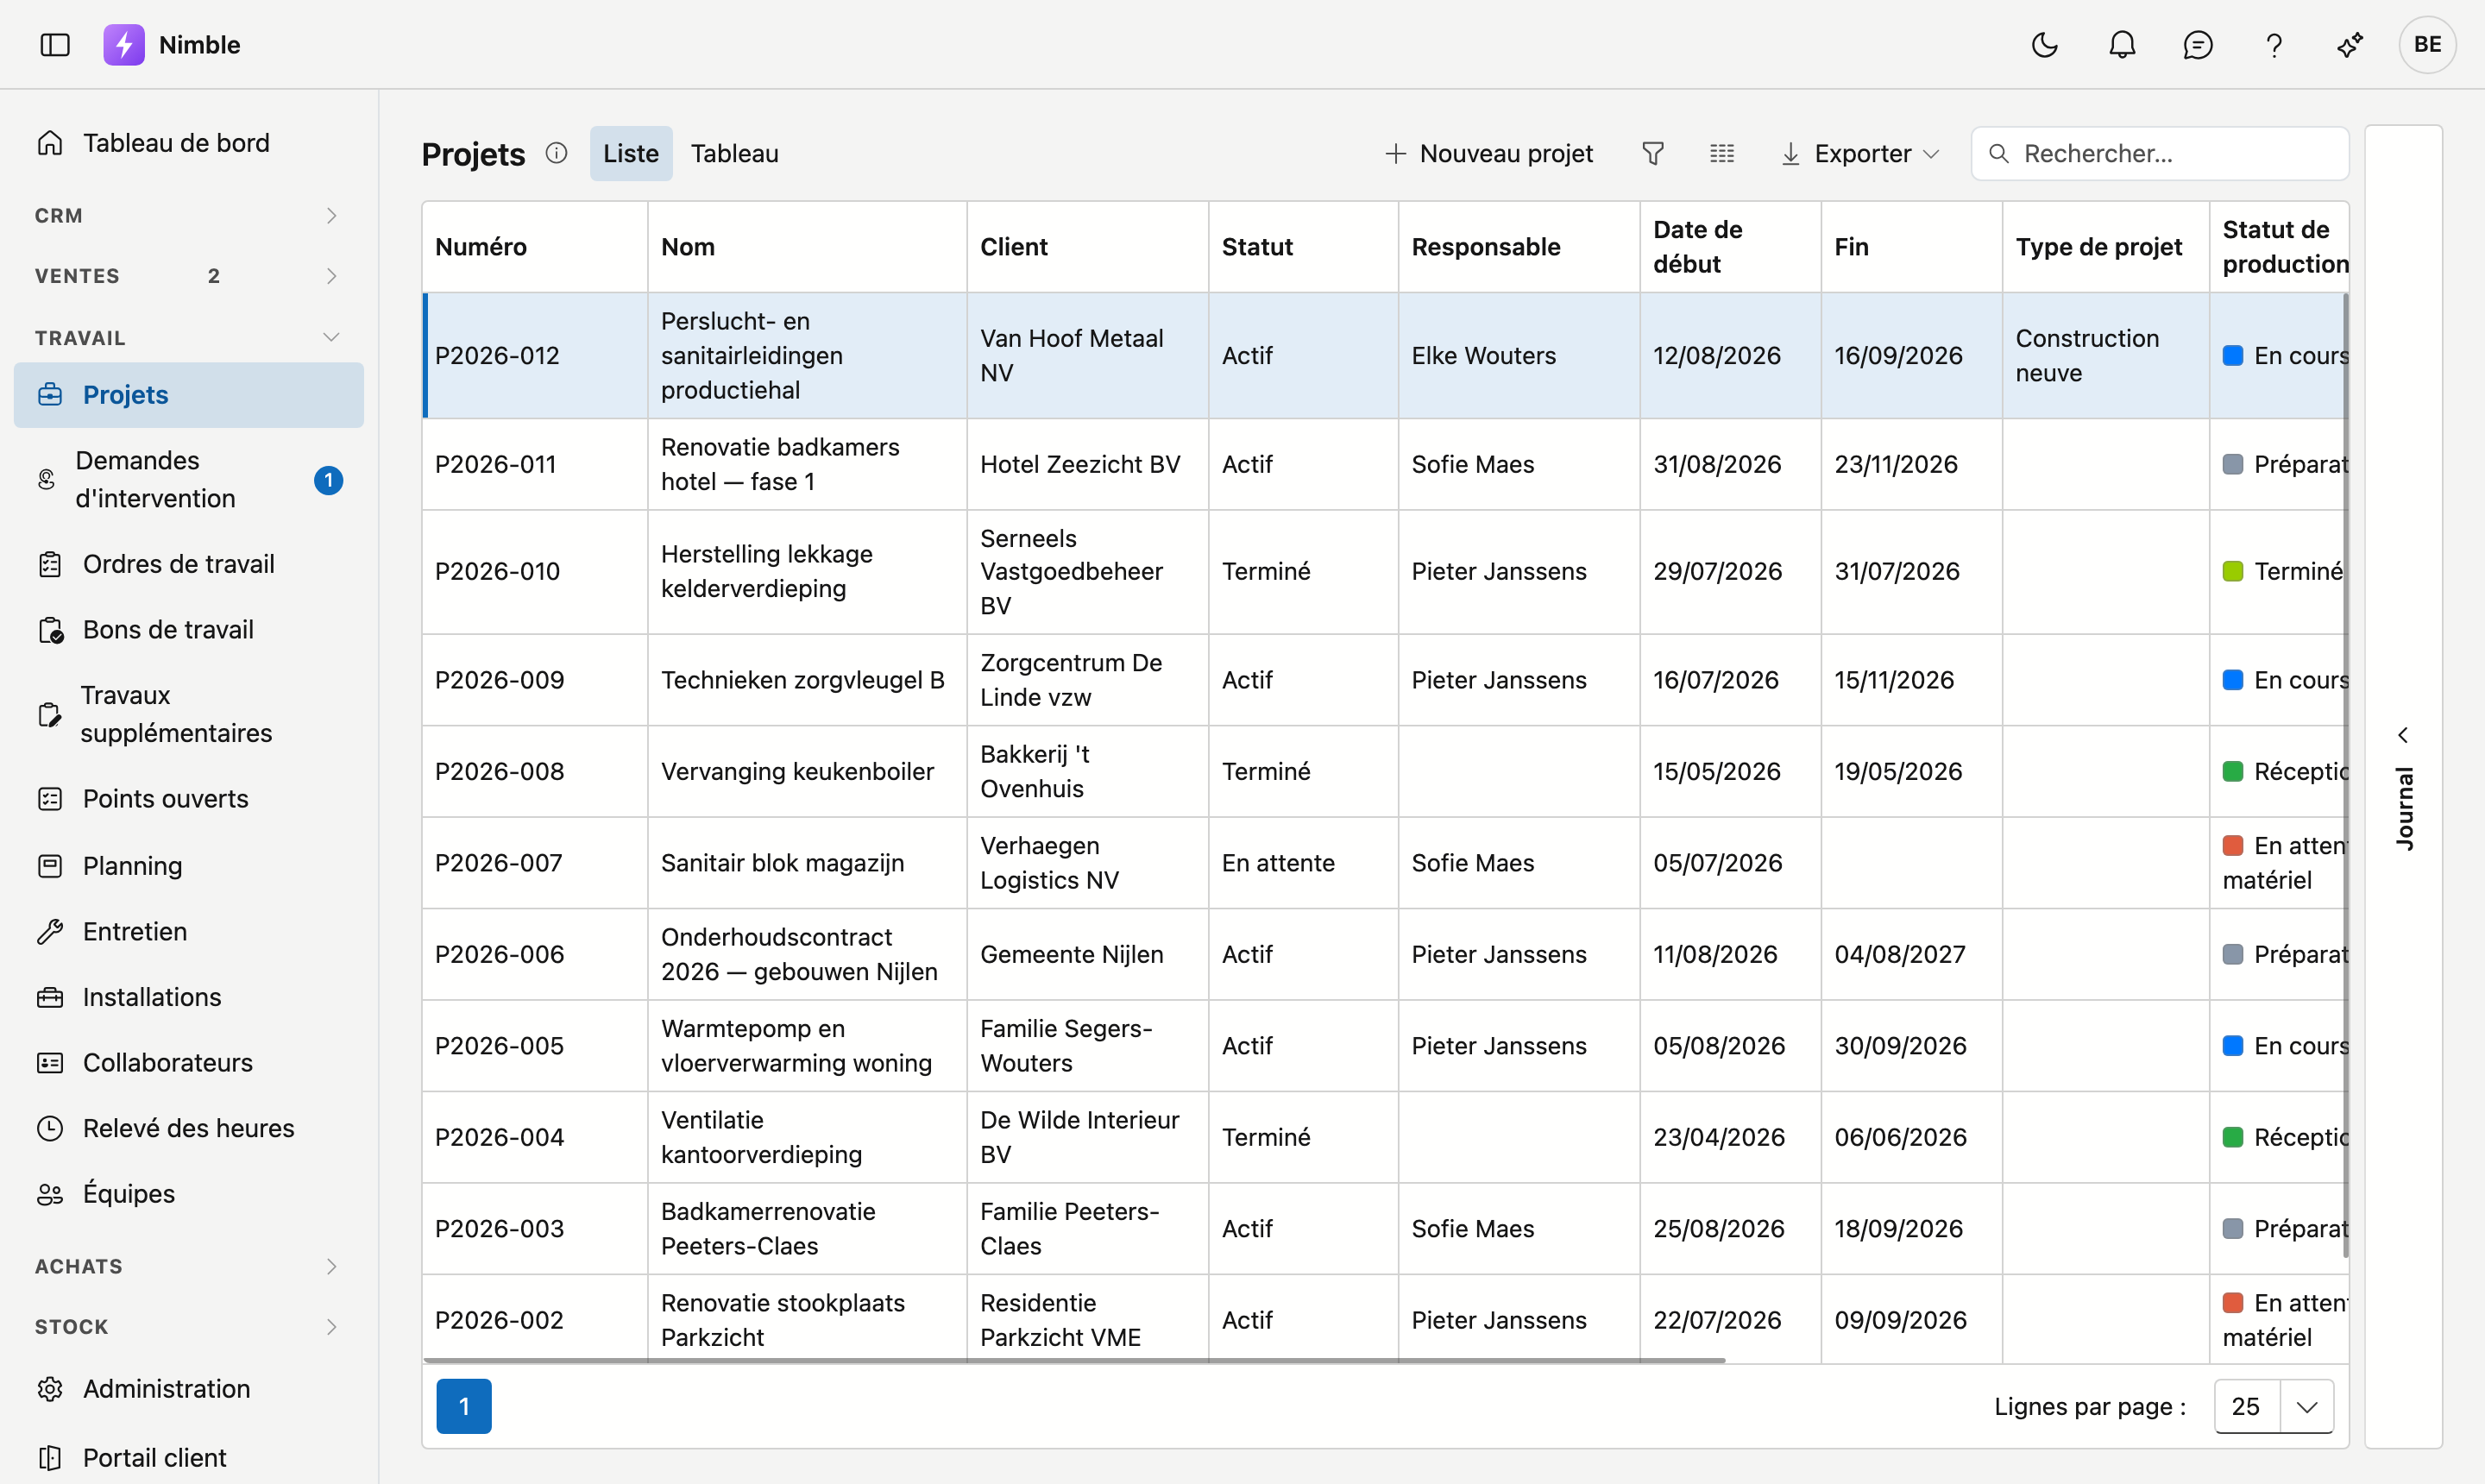 Nimble
BE
Tableau de bord
CRM
VENTES 2
TRAVAIL
Projets
Demandes
d'intervention
1
Ordres de travail
Bons de travail
Travaux
supplémentaires
Points ouverts
Planning
Entretien
Installations
Collaborateurs
Relevé des heures
Équipes
ACHATS
STOCK
Administration
Portail client
Projets
Liste
Tableau
Nouveau projet
Exporter
Rechercher...
Numéro
Nom
Client
Statut
Responsable
Date de
début
Fin
Type de projet
Statut de
production
P2026-012
Perslucht- en
sanitairleidingen
productiehal
Van Hoof Metaal
NV
Actif
Elke Wouters
12/08/2026
16/09/2026
Construction
neuve
En cours
P2026-011
Renovatie badkamers
hotel — fase 1
Hotel Zeezicht BV
Actif
Sofie Maes
31/08/2026
23/11/2026
Préparat
P2026-010
Herstelling lekkage
kelderverdieping
Serneels
Vastgoedbeheer
BV
Terminé
Pieter Janssens
29/07/2026
31/07/2026
Terminé
P2026-009
Technieken zorgvleugel B
Zorgcentrum De
Linde vzw
Actif
Pieter Janssens
16/07/2026
15/11/2026
En cours
P2026-008
Vervanging keukenboiler
Bakkerij 't
Ovenhuis
Terminé
15/05/2026
19/05/2026
Réceptio
P2026-007
Sanitair blok magazijn
Verhaegen
Logistics NV
En attente
Sofie Maes
05/07/2026
En attent
matériel
P2026-006
Onderhoudscontract
2026 — gebouwen Nijlen
Gemeente Nijlen
Actif
Pieter Janssens
11/08/2026
04/08/2027
Préparat
P2026-005
Warmtepomp en
vloerverwarming woning
Familie Segers-
Wouters
Actif
Pieter Janssens
05/08/2026
30/09/2026
En cours
P2026-004
Ventilatie
kantoorverdieping
De Wilde Interieur
BV
Terminé
23/04/2026
06/06/2026
Réceptio
P2026-003
Badkamerrenovatie
Peeters-Claes
Familie Peeters-
Claes
Actif
Sofie Maes
25/08/2026
18/09/2026
Préparat
P2026-002
Renovatie stookplaats
Parkzicht
Residentie
Parkzicht VME
Actif
Pieter Janssens
22/07/2026
09/09/2026
En attent
matériel
1
Lignes par page :
25
Journal